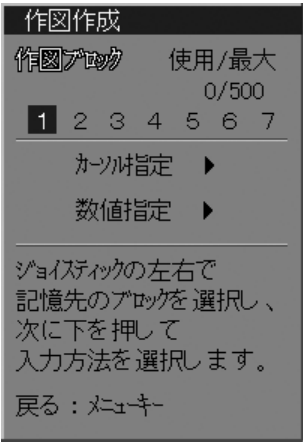 作図作成
作図ブロック 使用/最大
0/500
1 2 3 4 5 6 7
カーソル指定 ▶
数値指定 ▶
ジョイスティックの左右で
記憶先のブロックを選択し、
次に下を押して
入力方法を選択します。
戻る：メニューキー